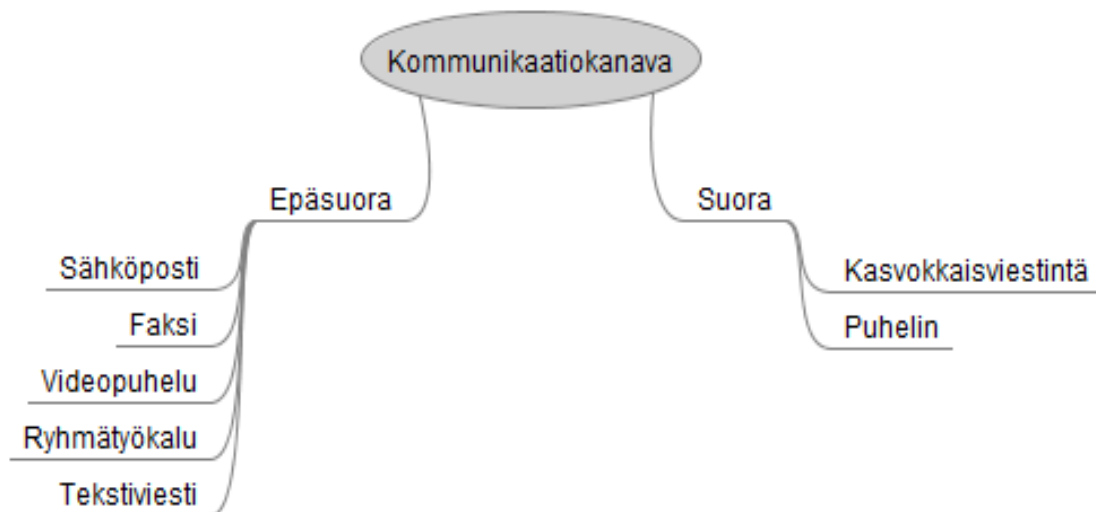 Kommunikaatiokanava
Epäsuora
Sähköposti
Faksi
Videopuhelu
Ryhmätyökalu
Tekstiviesti
Suora
Kasvokkaisviestintä
Puhelin